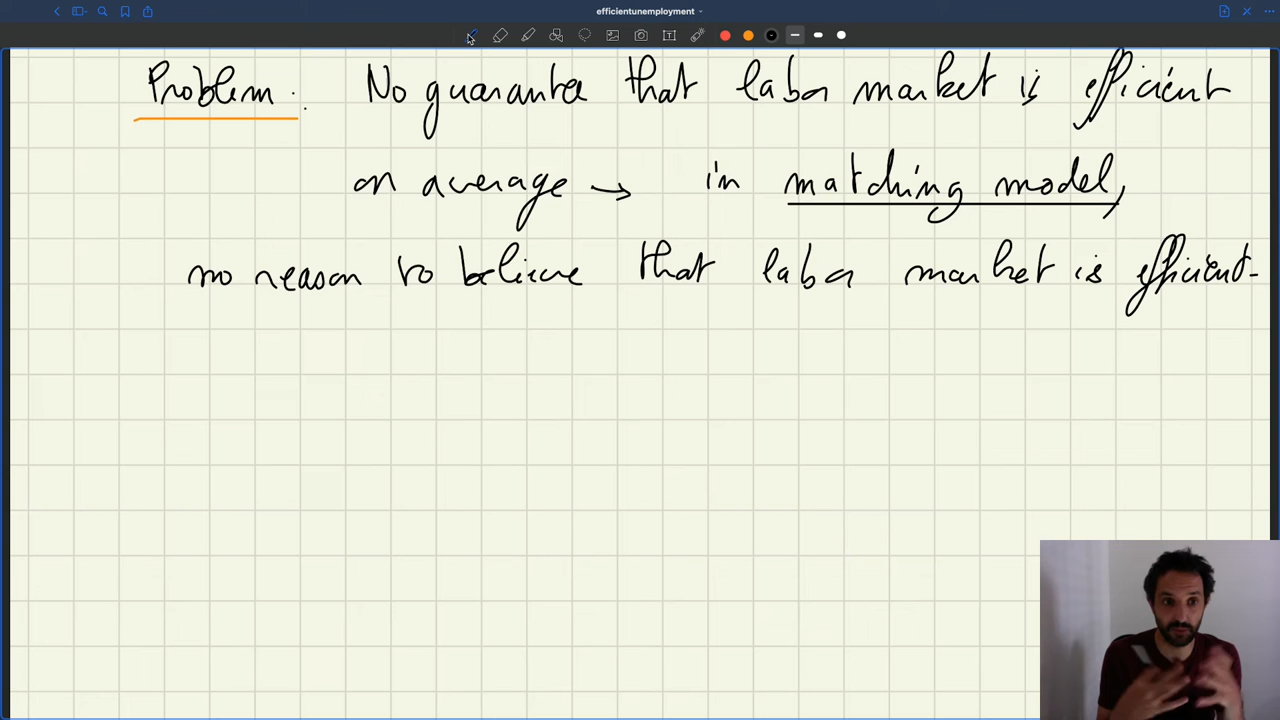 efficientunemployment
Problem: No guarantee that labor market is efficient
on average → in matching model,
no reason to believe that labor market is efficient-